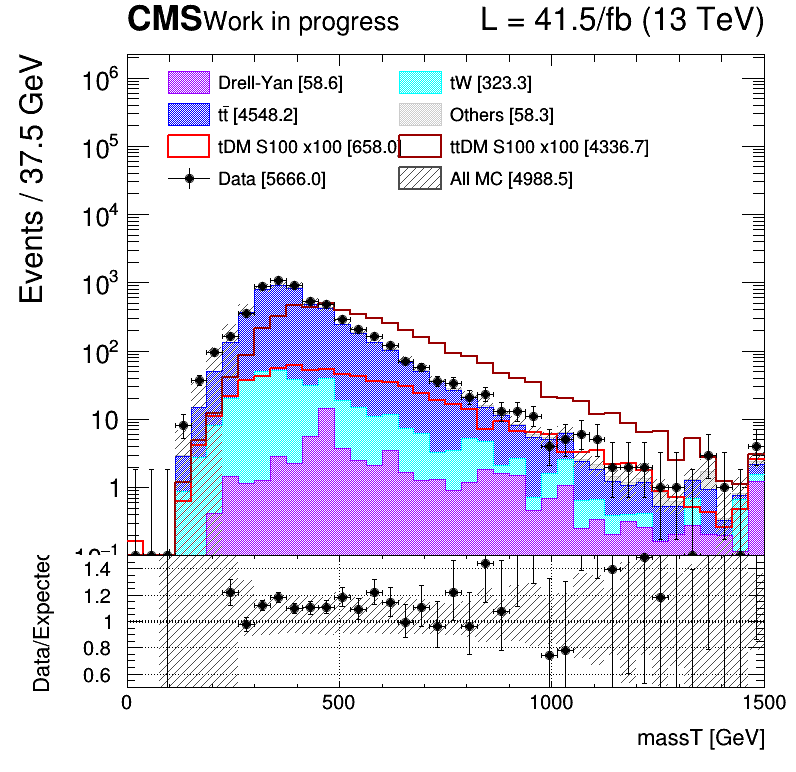 CMS Work in progress L = 41.5/fb (13 TeV)
Events / 37.5 GeV
10⁶
10⁵
10⁴
10³
10²
10
1
10⁻¹
Drell-Yan [58.6] tW [323.3]
tt̄ [4548.2] Others [58.3]
tDM S100 x100 [658.0] ttDM S100 x100 [4336.7]
Data [5666.0] All MC [4988.5]
Data/Expected
1.4
1.2
1
0.8
0.6
0 500 1000 1500
massT [GeV]